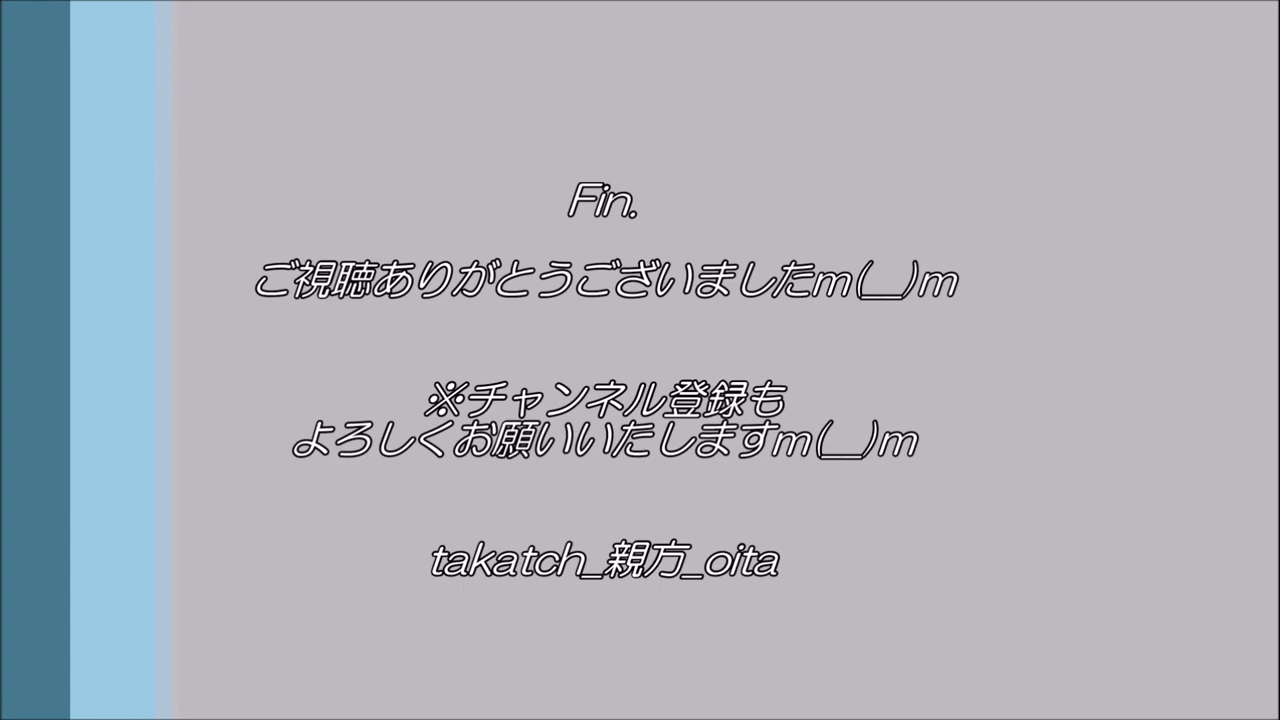 Fin.
ご視聴ありがとうございましたm(__)m
※チャンネル登録も
よろしくお願いいたしますm(__)m
takatch_親方_oita